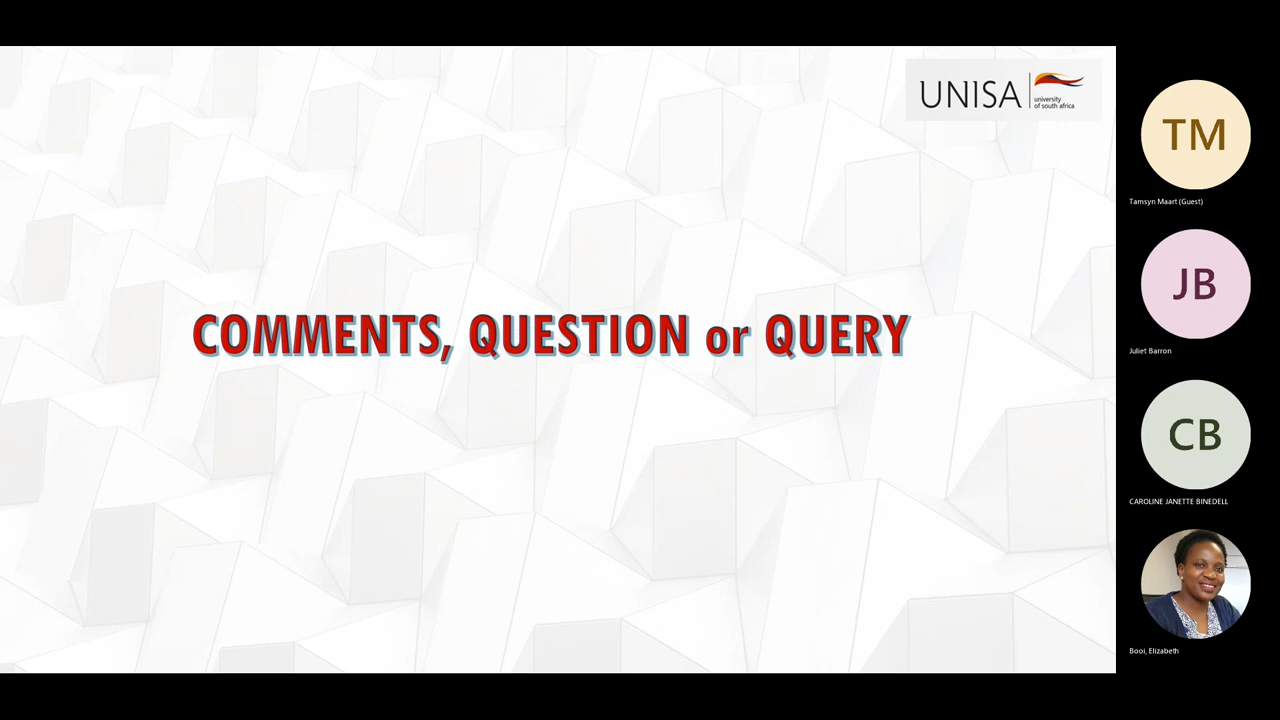 UNISA
university
of south africa
COMMENTS, QUESTION or QUERY
TM
Tamsyn Maart (Guest)
JB
Juliet Barron
CB
CAROLINE JANETTE BINEDELL
Booi, Elizabeth